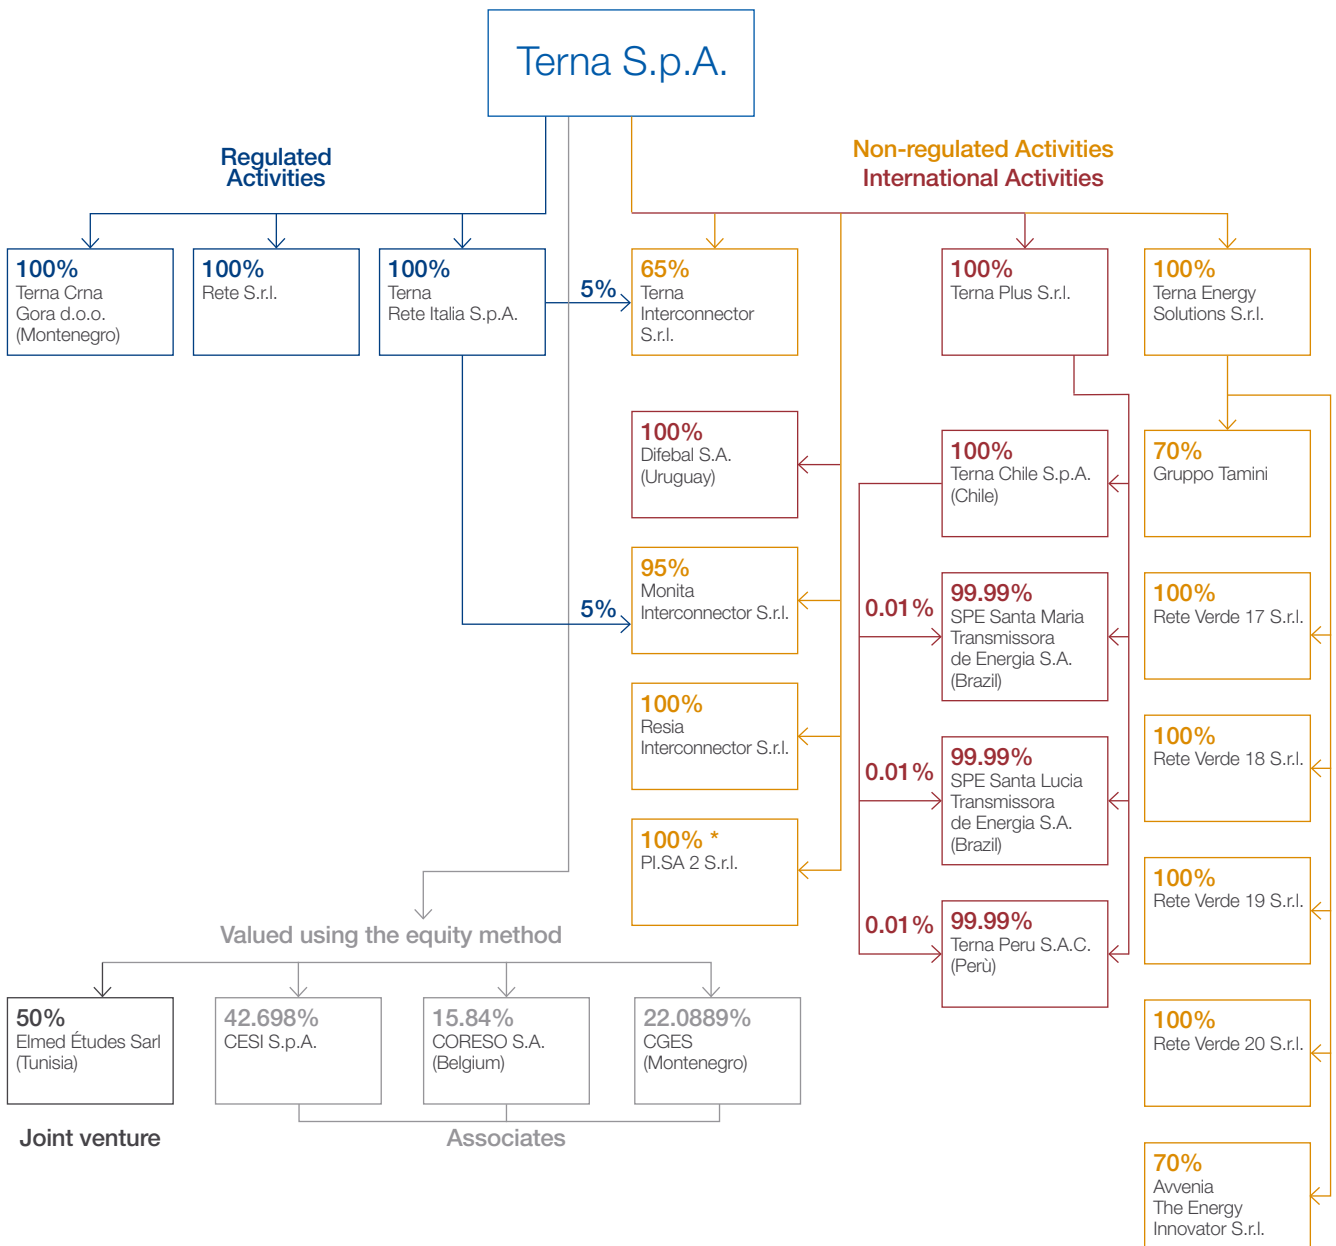 Terna S.p.A.
Regulated
Activities
Non-regulated Activities
International Activities
100%
Terna Crna
Gora d.o.o.
(Montenegro)
100%
Rete S.r.l.
100%
Terna
Rete Italia S.p.A.
5%
65%
Terna
Interconnector
S.r.l.
100%
Terna Plus S.r.l.
100%
Terna Energy
Solutions S.r.l.
100%
Difebal S.A.
(Uruguay)
5%
95%
Monita
Interconnector S.r.l.
100%
Resia
Interconnector S.r.l.
100% *
PI.SA 2 S.r.l.
100%
Terna Chile S.p.A.
(Chile)
0.01%
99.99%
SPE Santa Maria
Transmissora
de Energia S.A.
(Brazil)
0.01%
99.99%
SPE Santa Lucia
Transmissora
de Energia S.A.
(Brazil)
0.01%
99.99%
Terna Peru S.A.C.
(Perù)
70%
Gruppo Tamini
100%
Rete Verde 17 S.r.l.
100%
Rete Verde 18 S.r.l.
100%
Rete Verde 19 S.r.l.
100%
Rete Verde 20 S.r.l.
70%
Avvenia
The Energy
Innovator S.r.l.
Valued using the equity method
50%
Elmed Études Sarl
(Tunisia)
42.698%
CESI S.p.A.
15.84%
CORESO S.A.
(Belgium)
22.0889%
CGES
(Montenegro)
Joint venture
Associates